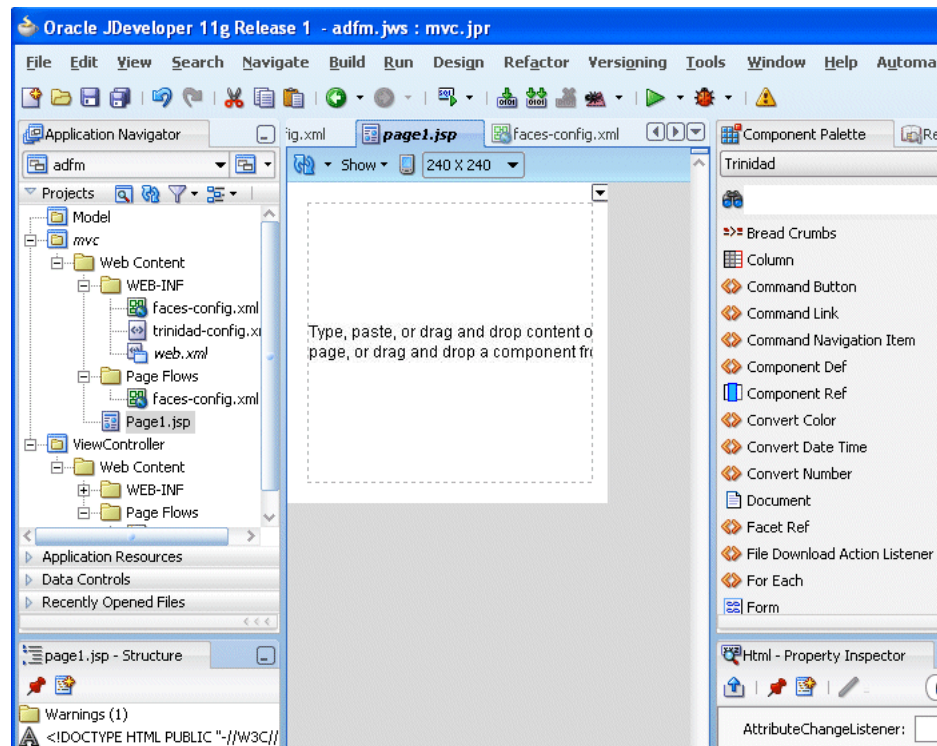 Oracle JDeveloper 11g Release 1 - adfm.jws : mvc.jpr
File Edit View Search Navigate Build Run Design Refactor Versioning Tools Window Help Automa
Application Navigator
adfm
Projects
Model
mvc
Web Content
WEB-INF
faces-config.xml
trinidad-config.x
web.xml
Page Flows
faces-config.xml
Page1.jsp
ViewController
Web Content
WEB-INF
Page Flows
Application Resources
Data Controls
Recently Opened Files
page1.jsp - Structure
Warnings (1)
<!DOCTYPE HTML PUBLIC "-//W3C//
ig.xml page1.jsp faces-config.xml
Show 240 X 240
Type, paste, or drag and drop content o
page, or drag and drop a component fr
Component Palette Re
Trinidad
Bread Crumbs
Column
Command Button
Command Link
Command Navigation Item
Component Def
Component Ref
Convert Color
Convert Date Time
Convert Number
Document
Facet Ref
File Download Action Listener
For Each
Form
Html - Property Inspector
AttributeChangeListener: